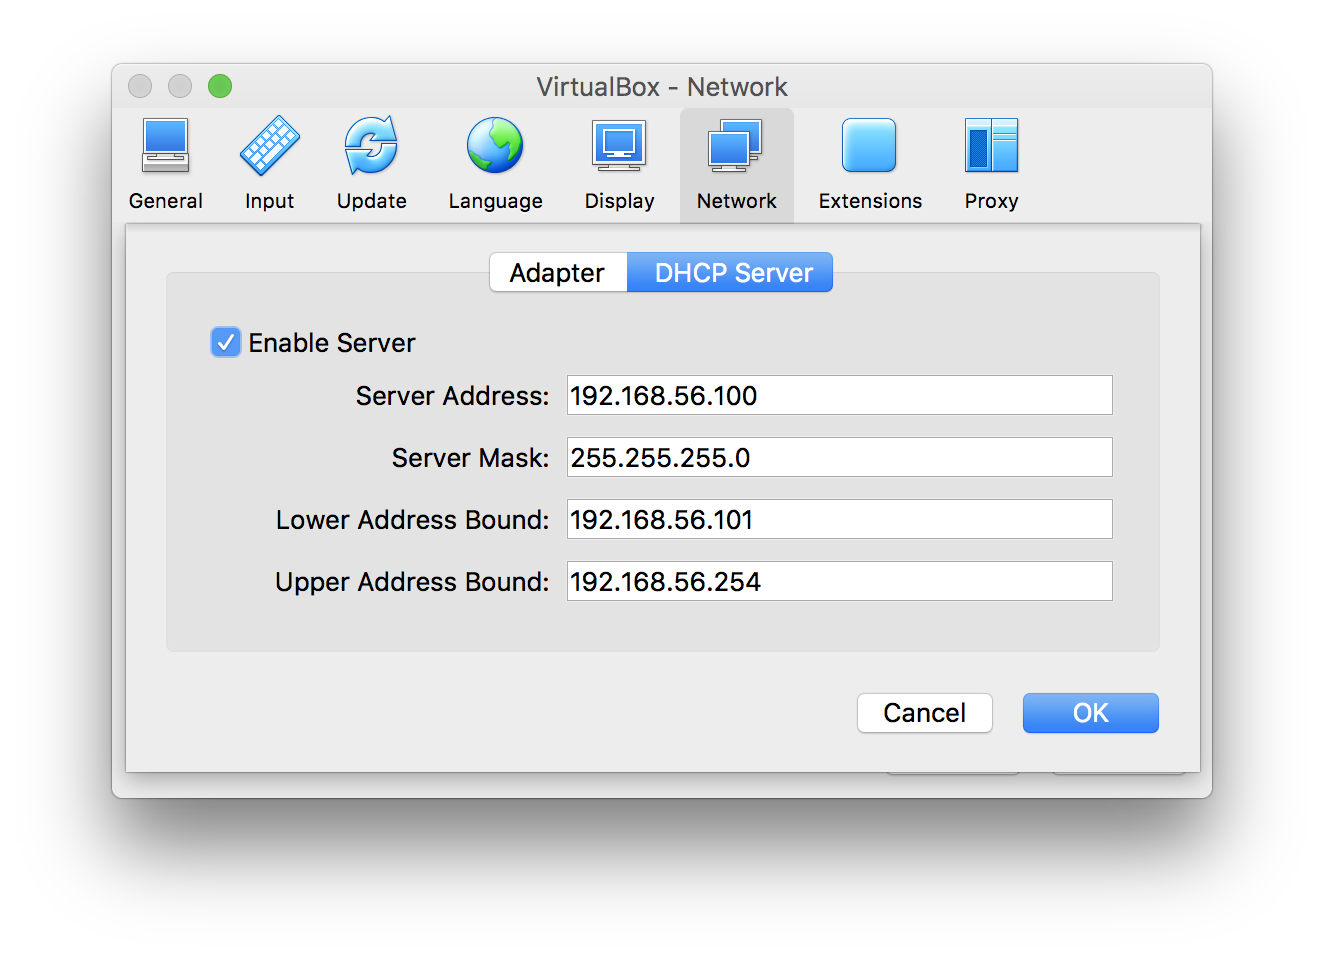 VirtualBox - Network
General Input Update Language Display Network Extensions Proxy
Adapter DHCP Server
Enable Server
Server Address: 192.168.56.100
Server Mask: 255.255.255.0
Lower Address Bound: 192.168.56.101
Upper Address Bound: 192.168.56.254
Cancel OK